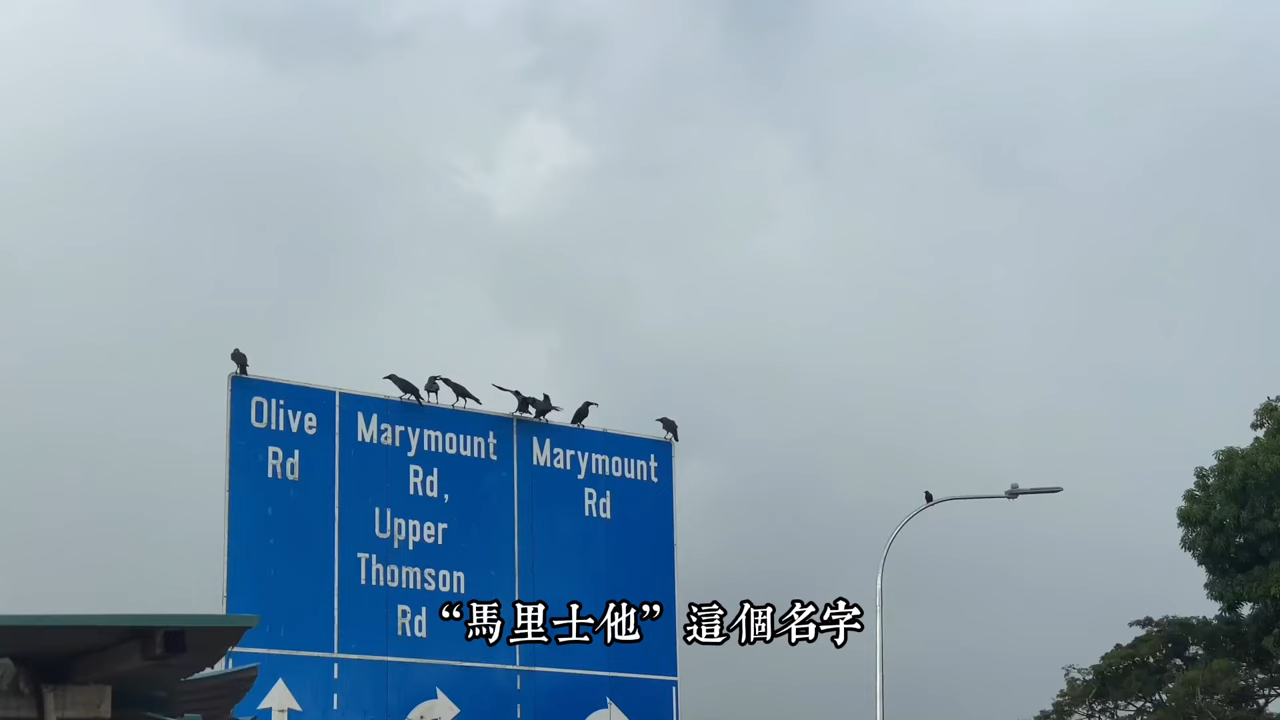 Olive
Rd
Marymount
Rd,
Upper
Thomson
Rd
Marymount
Rd
“馬里士他”這個名字